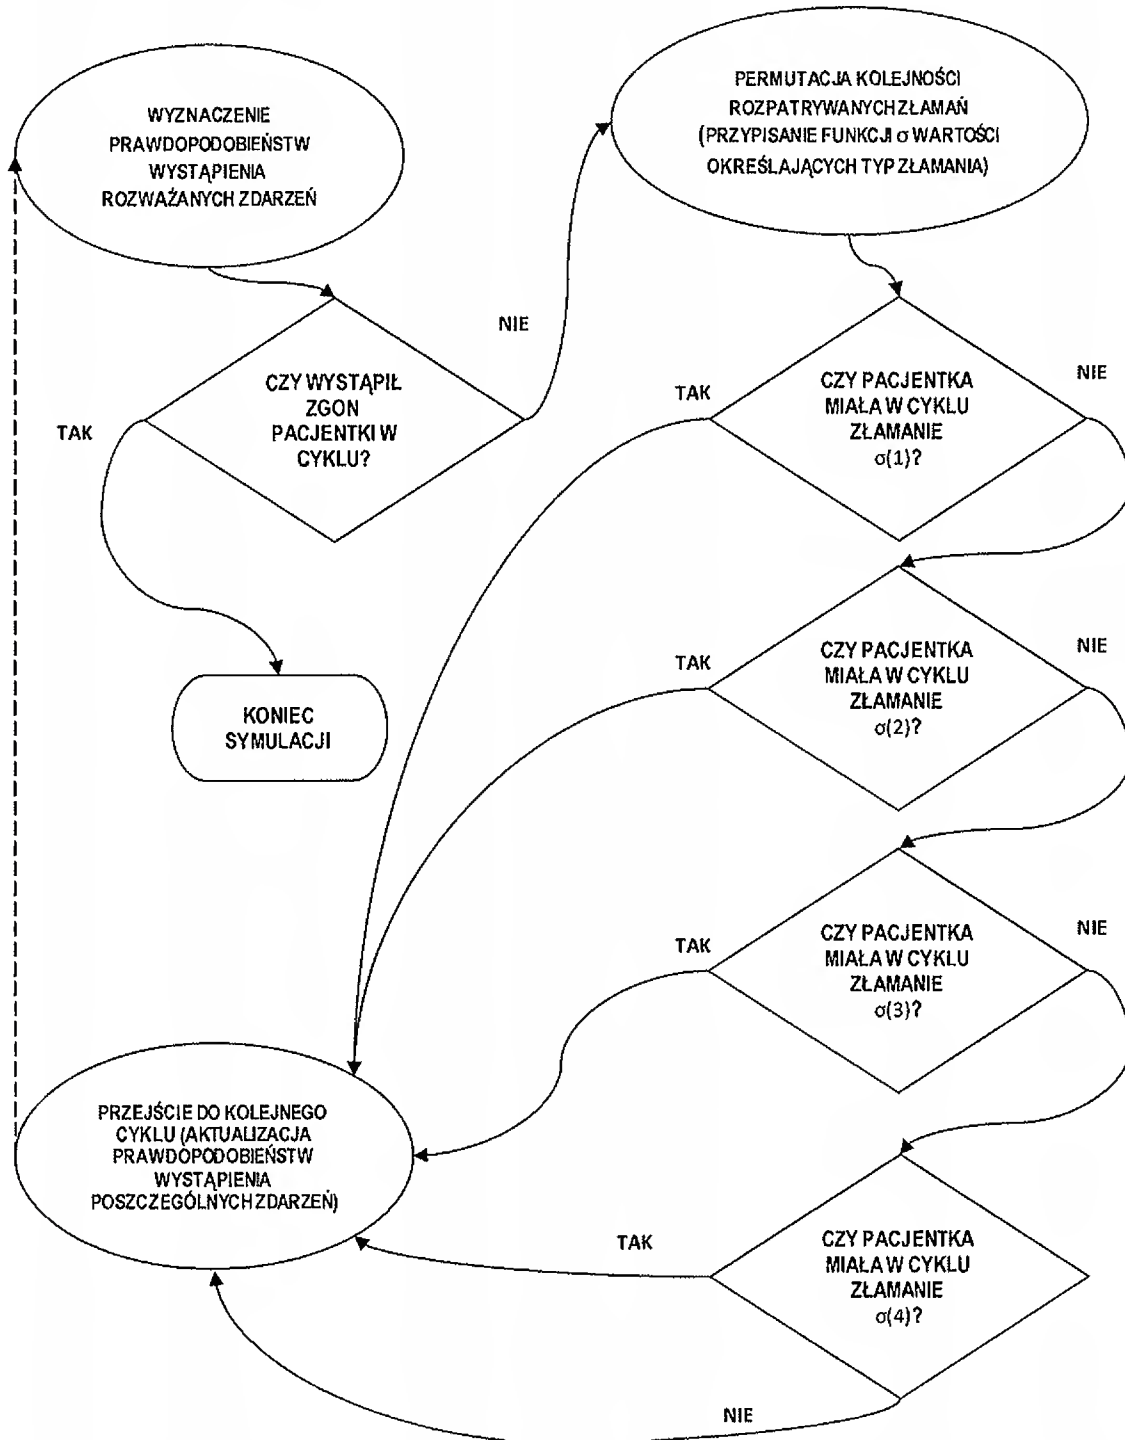 WYZNACZENIE
PRAWDOPODOBIEŃSTW
WYSTĄPIENIA
ROZWAŻANYCH ZDARZEŃ
PERMUTACJA KOLEJNOŚCI
ROZPATRYWANYCH ZŁAMAŃ
(PRZYPISANIE FUNKCJI σ WARTOŚCI
OKREŚLAJĄCYCH TYP ZŁAMANIA)
NIE
CZY WYSTĄPIŁ
ZGON
PACJENTKI W
CYKLU?
TAK
KONIEC
SYMULACJI
TAK
CZY PACJENTKA
MIAŁA W CYKLU
ZŁAMANIE
σ(1)?
NIE
TAK
CZY PACJENTKA
MIAŁA W CYKLU
ZŁAMANIE
σ(2)?
NIE
TAK
CZY PACJENTKA
MIAŁA W CYKLU
ZŁAMANIE
σ(3)?
NIE
PRZEJŚCIE DO KOLEJNEGO
CYKLU (AKTUALIZACJA
PRAWDOPODOBIEŃSTW
WYSTĄPIENIA
POSZCZEGÓLNYCH ZDARZEŃ)
TAK
CZY PACJENTKA
MIAŁA W CYKLU
ZŁAMANIE
σ(4)?
NIE